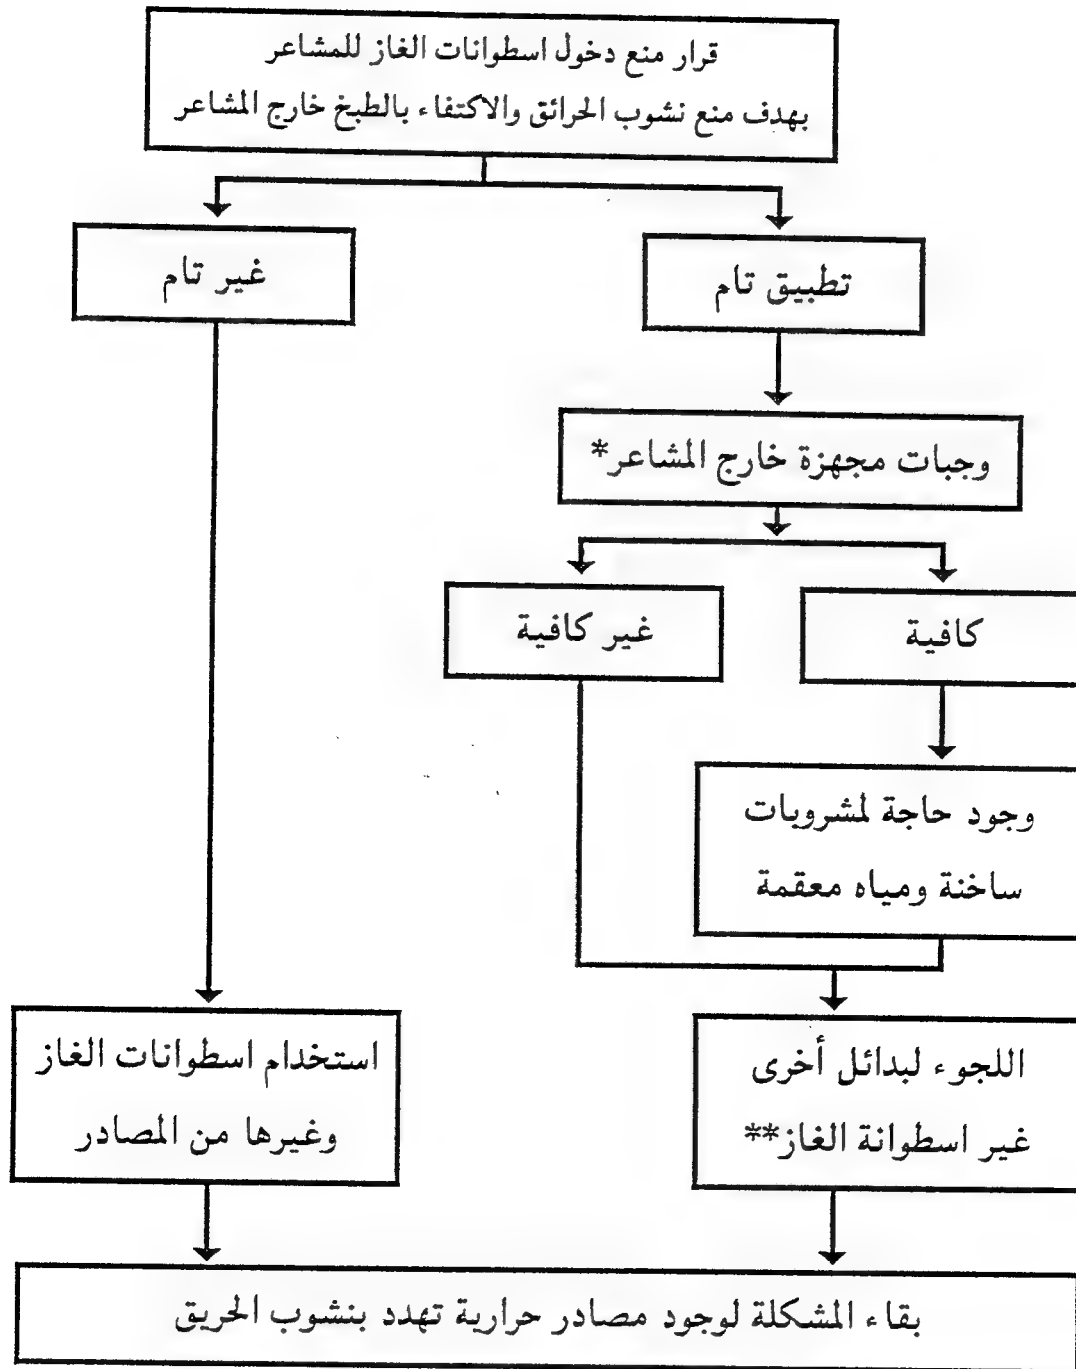 قرار منع دخول اسطوانات الغاز للمشاعر
بهدف منع نشوب الحرائق والاكتفاء بالطبخ خارج المشاعر
تطبيق تام
غير تام
وجبات مجهزة خارج المشاعر*
كافية
غير كافية
وجود حاجة لمشروبات
ساخنة ومياه معقمة
اللجوء لبدائل أخرى
غير اسطوانة الغاز**
استخدام اسطوانات الغاز
وغيرها من المصادر
بقاء المشكلة لوجود مصادر حرارية تهدد بنشوب الحريق